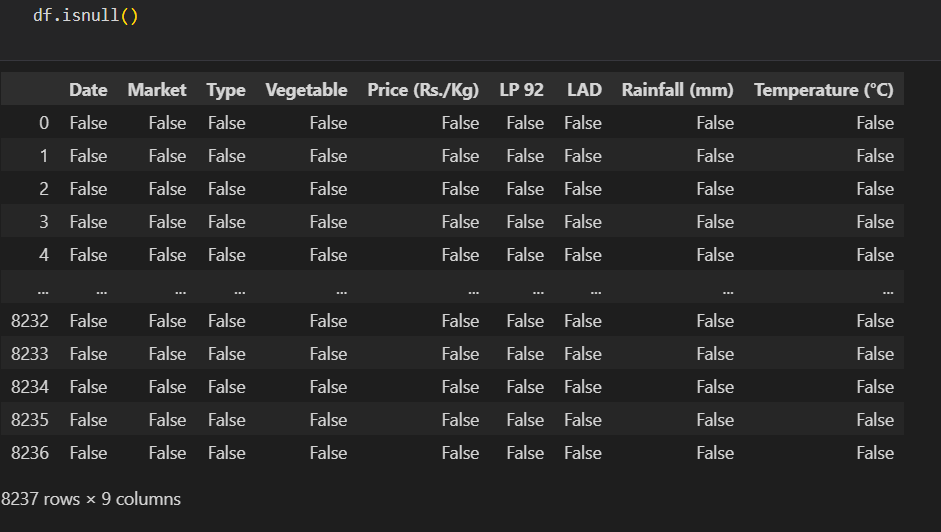 df.isnull()
Date Market Type Vegetable Price (Rs./Kg) LP 92 LAD Rainfall (mm) Temperature (°C)
0 False False False False False False False False False
1 False False False False False False False False False
2 False False False False False False False False False
3 False False False False False False False False False
4 False False False False False False False False False
... ... ... ... ... ... ... ... ... ...
8232 False False False False False False False False False
8233 False False False False False False False False False
8234 False False False False False False False False False
8235 False False False False False False False False False
8236 False False False False False False False False False
8237 rows × 9 columns